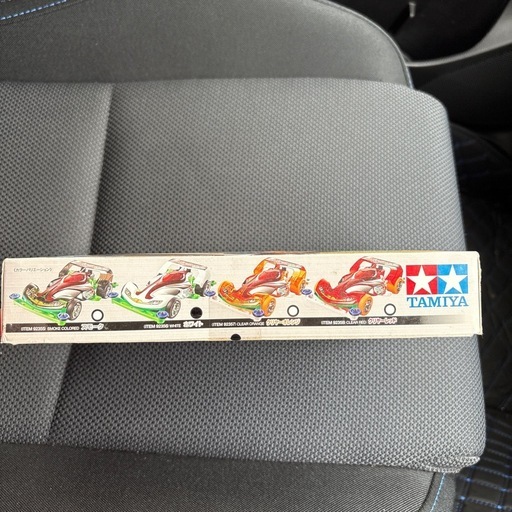 (カラーバリエーション)
(ITEM 92355) SMOKE COLORED スモーク
(ITEM 92356) WHITE ホワイト
(ITEM 92357) CLEAR ORANGE クリヤーオレンジ
(ITEM 92358) CLEAR RED クリヤーレッド
TAMIYA